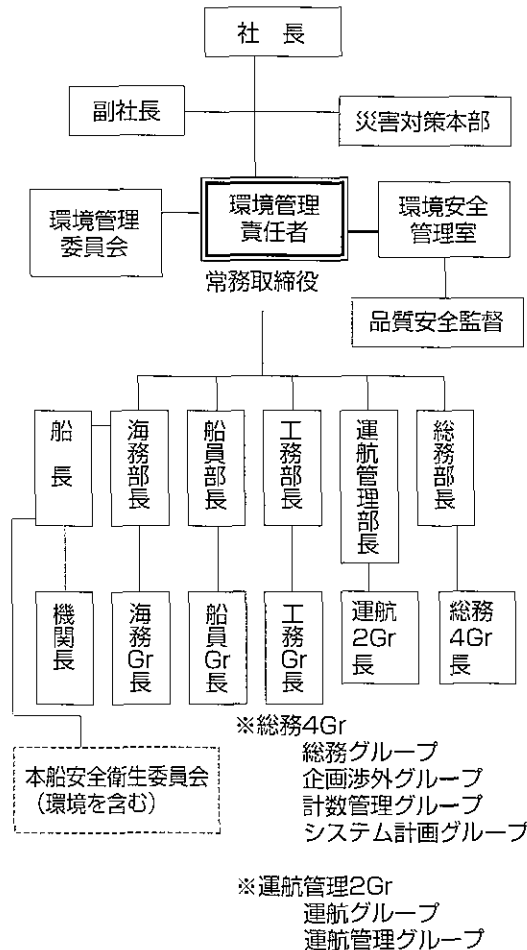 社 長
副社長
災害対策本部
環境管理
委員会
環境管理
責任者
環境安全
管理室
常務取締役
品質安全監督
船長
海務部長
船員部長
工務部長
運航管理部長
総務部長
機関長
海務Gr長
船員Gr長
工務Gr長
運航
2Gr
長
総務
4Gr
長
※総務4Gr
総務グループ
企画渉外グループ
計数管理グループ
システム計画グループ
本船安全衛生委員会
（環境を含む）
※運航管理2Gr
運航グループ
運航管理グループ